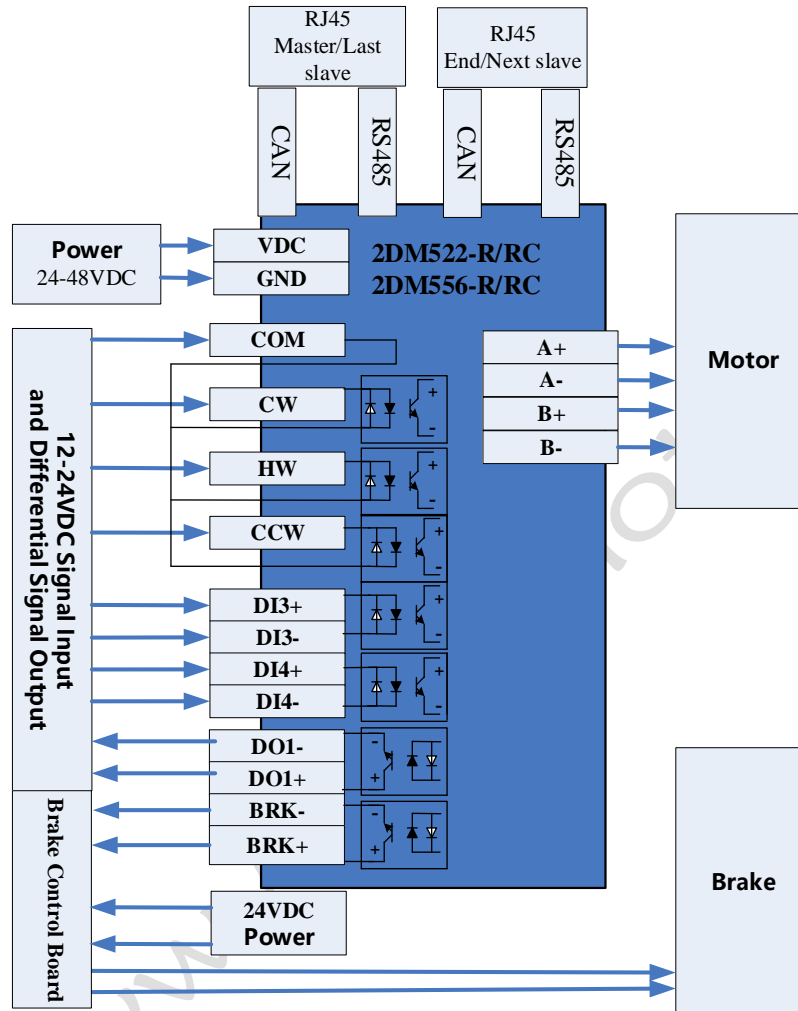 RJ45
Master/Last
slave
RJ45
End/Next slave
CAN
RS485
CAN
RS485
Power
24-48VDC
VDC
GND
2DM522-R/RC
2DM556-R/RC
COM
CW
HW
CCW
DI3+
DI3-
DI4+
DI4-
DO1-
DO1+
BRK-
BRK+
12-24VDC Signal Input
and Differential Signal Output
A+
A-
B+
B-
Motor
+
-
+
-
+
-
+
-
+
-
-
+
-
+
Brake Control Board
24VDC
Power
Brake